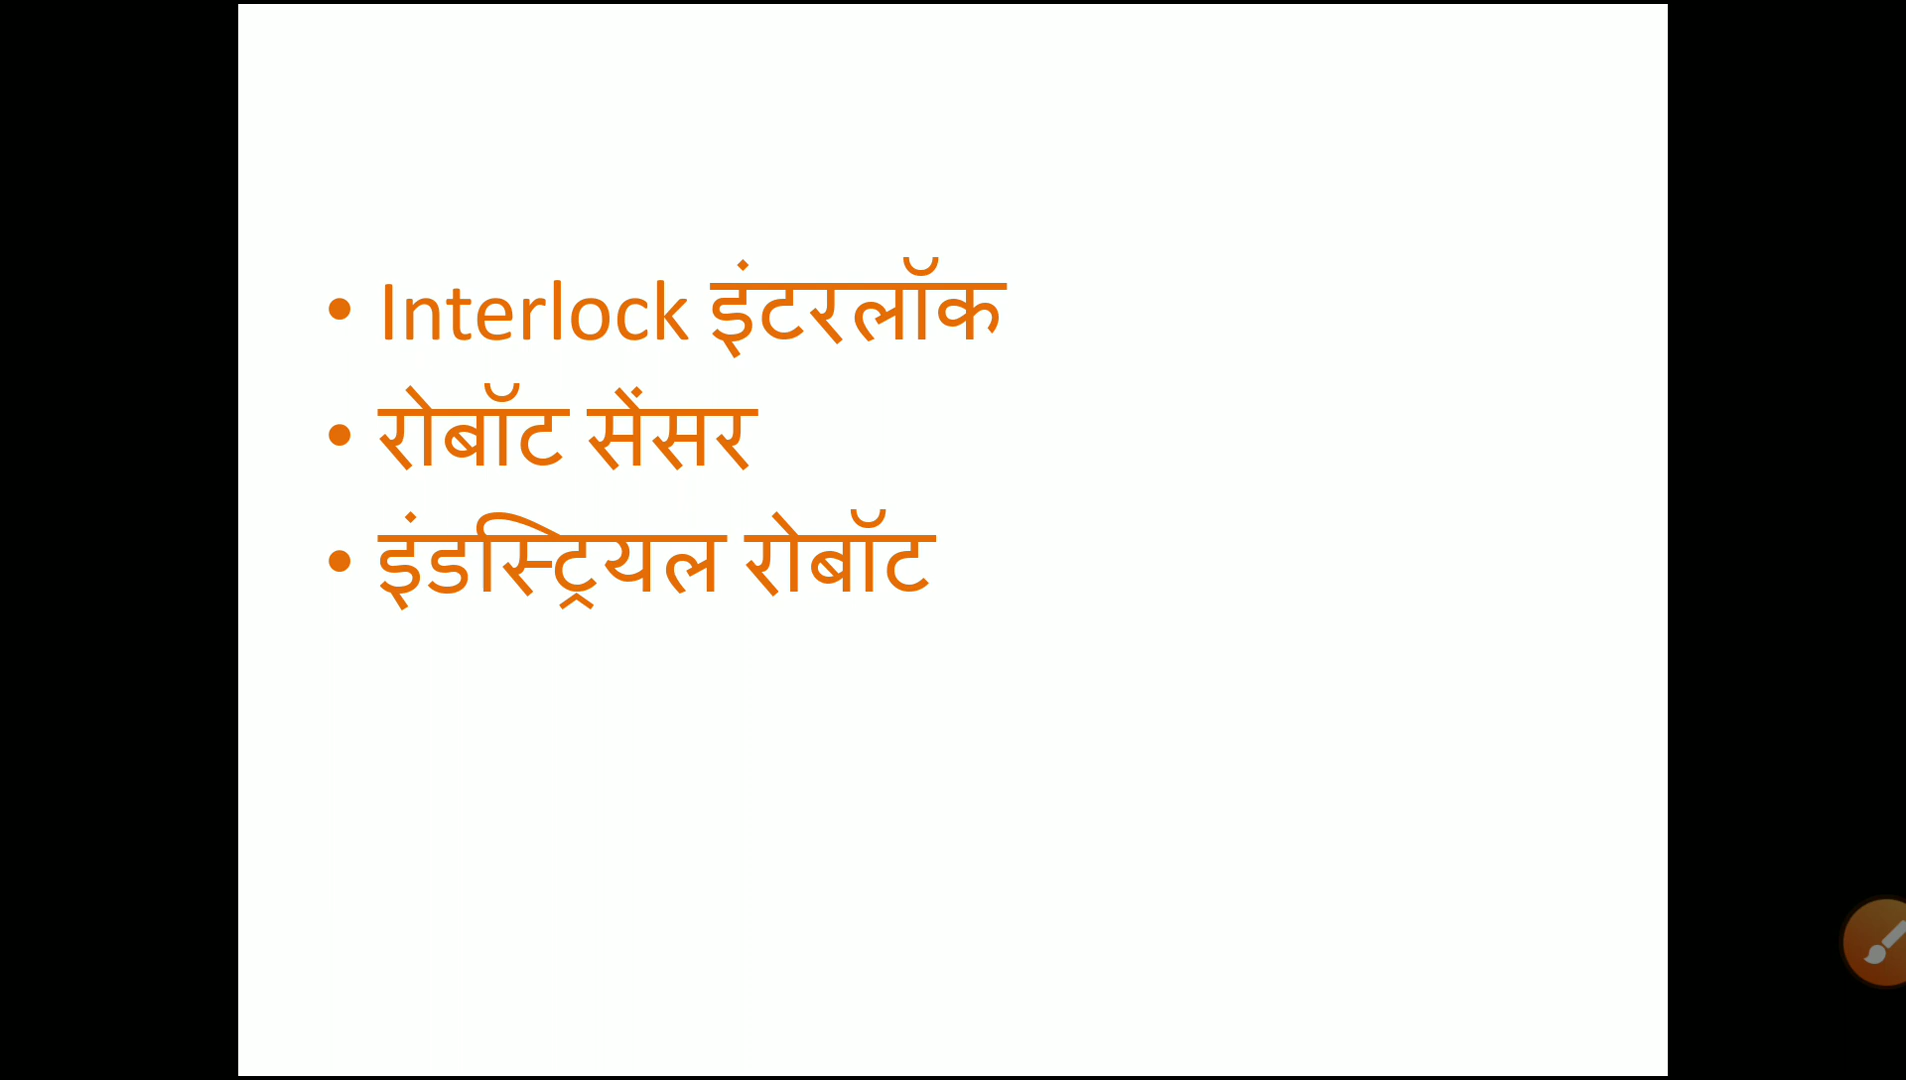 • Interlock इंटरलॉक
• रोबॉट सेंसर
• इंडस्ट्रियल रोबॉट